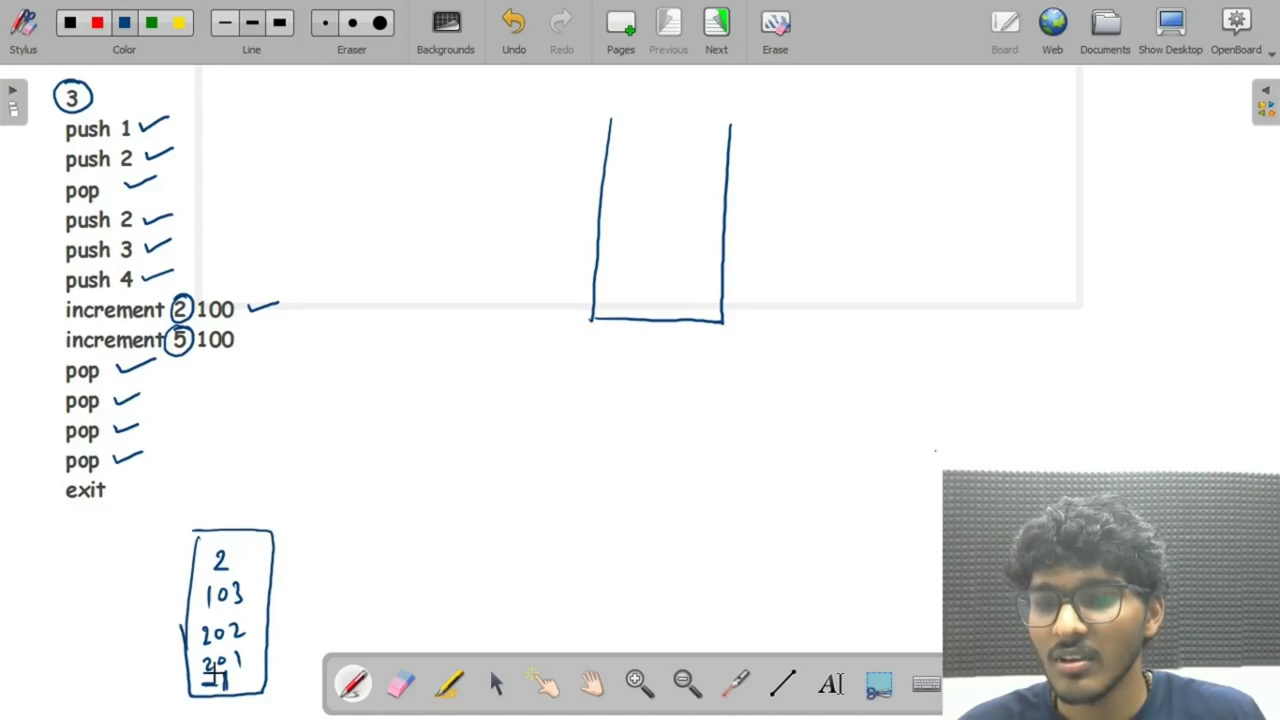 Stylus
Color
Line
Eraser
Backgrounds
Undo
Redo
Pages
Previous
Next
Erase
Board
Web
Documents
Show Desktop
OpenBoard
3
push 1
push 2
pop
push 2
push 3
push 4
increment 2 100
increment 5 100
pop
pop
pop
pop
exit
2
103
202
201
-1